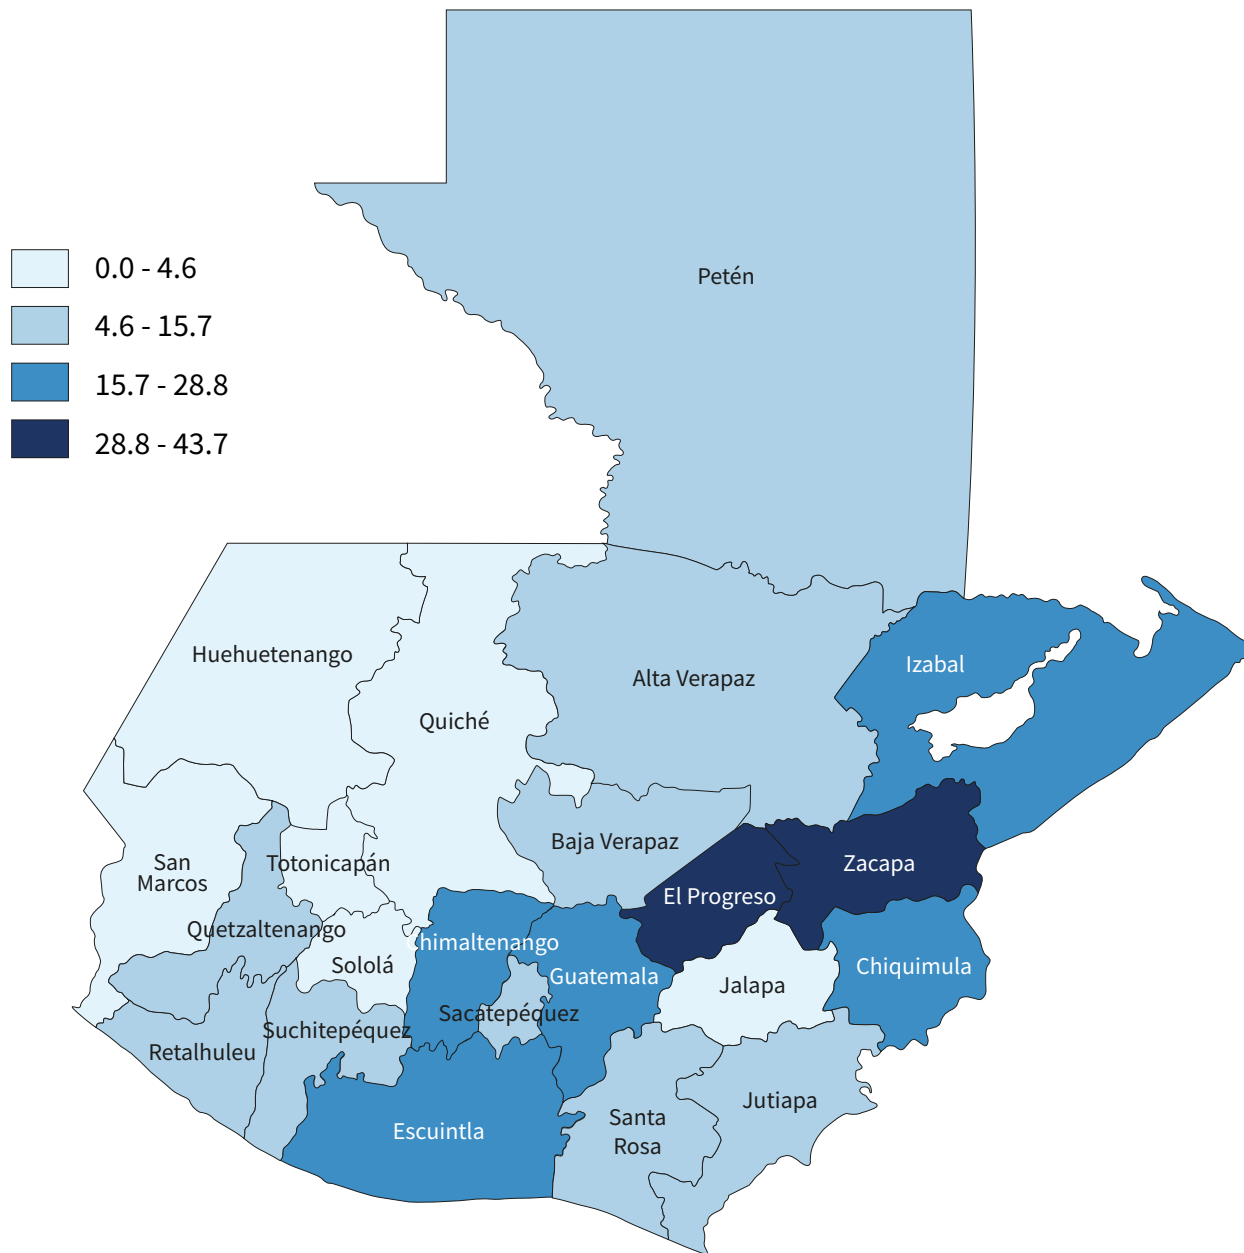 Petén
0.0 - 4.6
4.6 - 15.7
15.7 - 28.8
28.8 - 43.7
Huehuetenango
Izabal
Alta Verapaz
Quiché
Baja Verapaz
San
Marcos
Totonicapán
Zacapa
El Progreso
Quetzaltenango
Chimaltenango
Sololá
Guatemala
Chiquimula
Jalapa
Sacatepéquez
Suchitepéquez
Retalhuleu
Jutiapa
Escuintla
Santa
Rosa